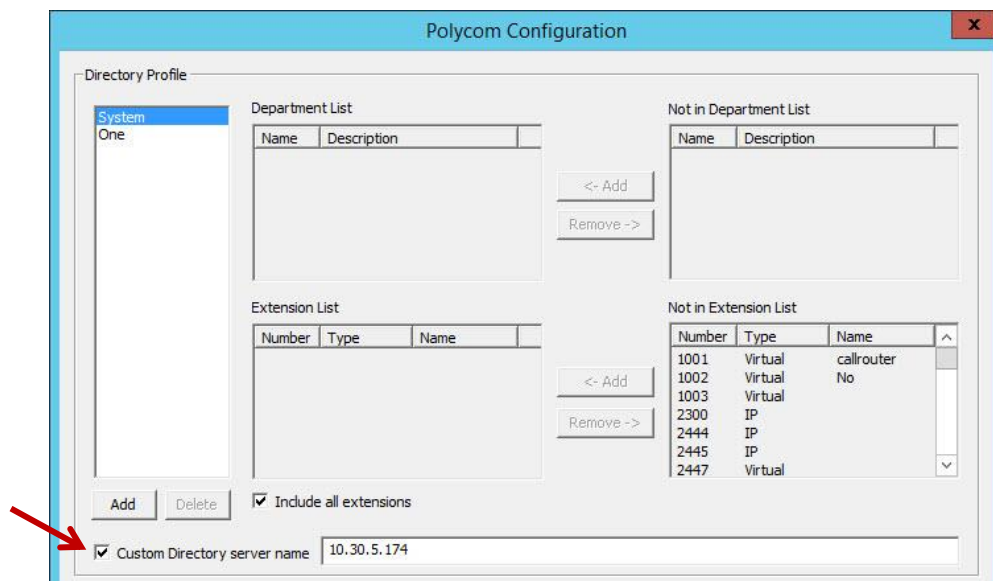 Polycom Configuration
x
Directory Profile
System
One
Department List
Name Description
<- Add
Remove ->
Not in Department List
Name Description
Extension List
Number Type Name
<- Add
Remove ->
Not in Extension List
Number Type Name
1001 Virtual callrouter
1002 Virtual No
1003 Virtual
2300 IP
2444 IP
2445 IP
2447 Virtual
Add Delete
Include all extensions
Custom Directory server name 10.30.5.174